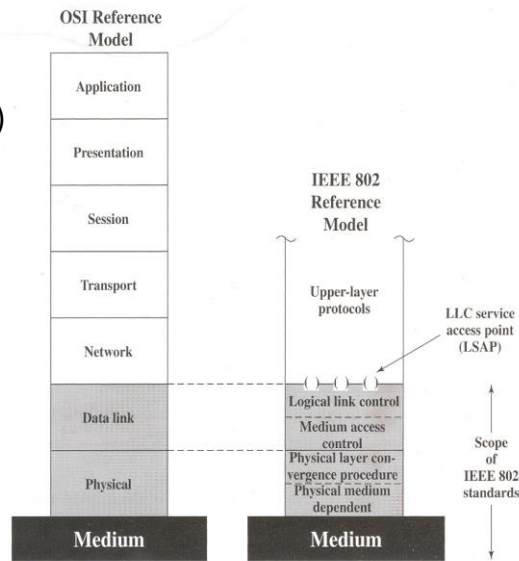 OSI Reference
Model
)
Application
Presentation
Session
Transport
Network
Data link
Physical
Medium
IEEE 802
Reference
Model
Upper-layer
protocols
LLC service
access point
(LSAP)
Logical link control
Medium access
control
Physical layer con-
vergence procedure
Physical medium
dependent
Medium
Scope
of
IEEE 802
standards